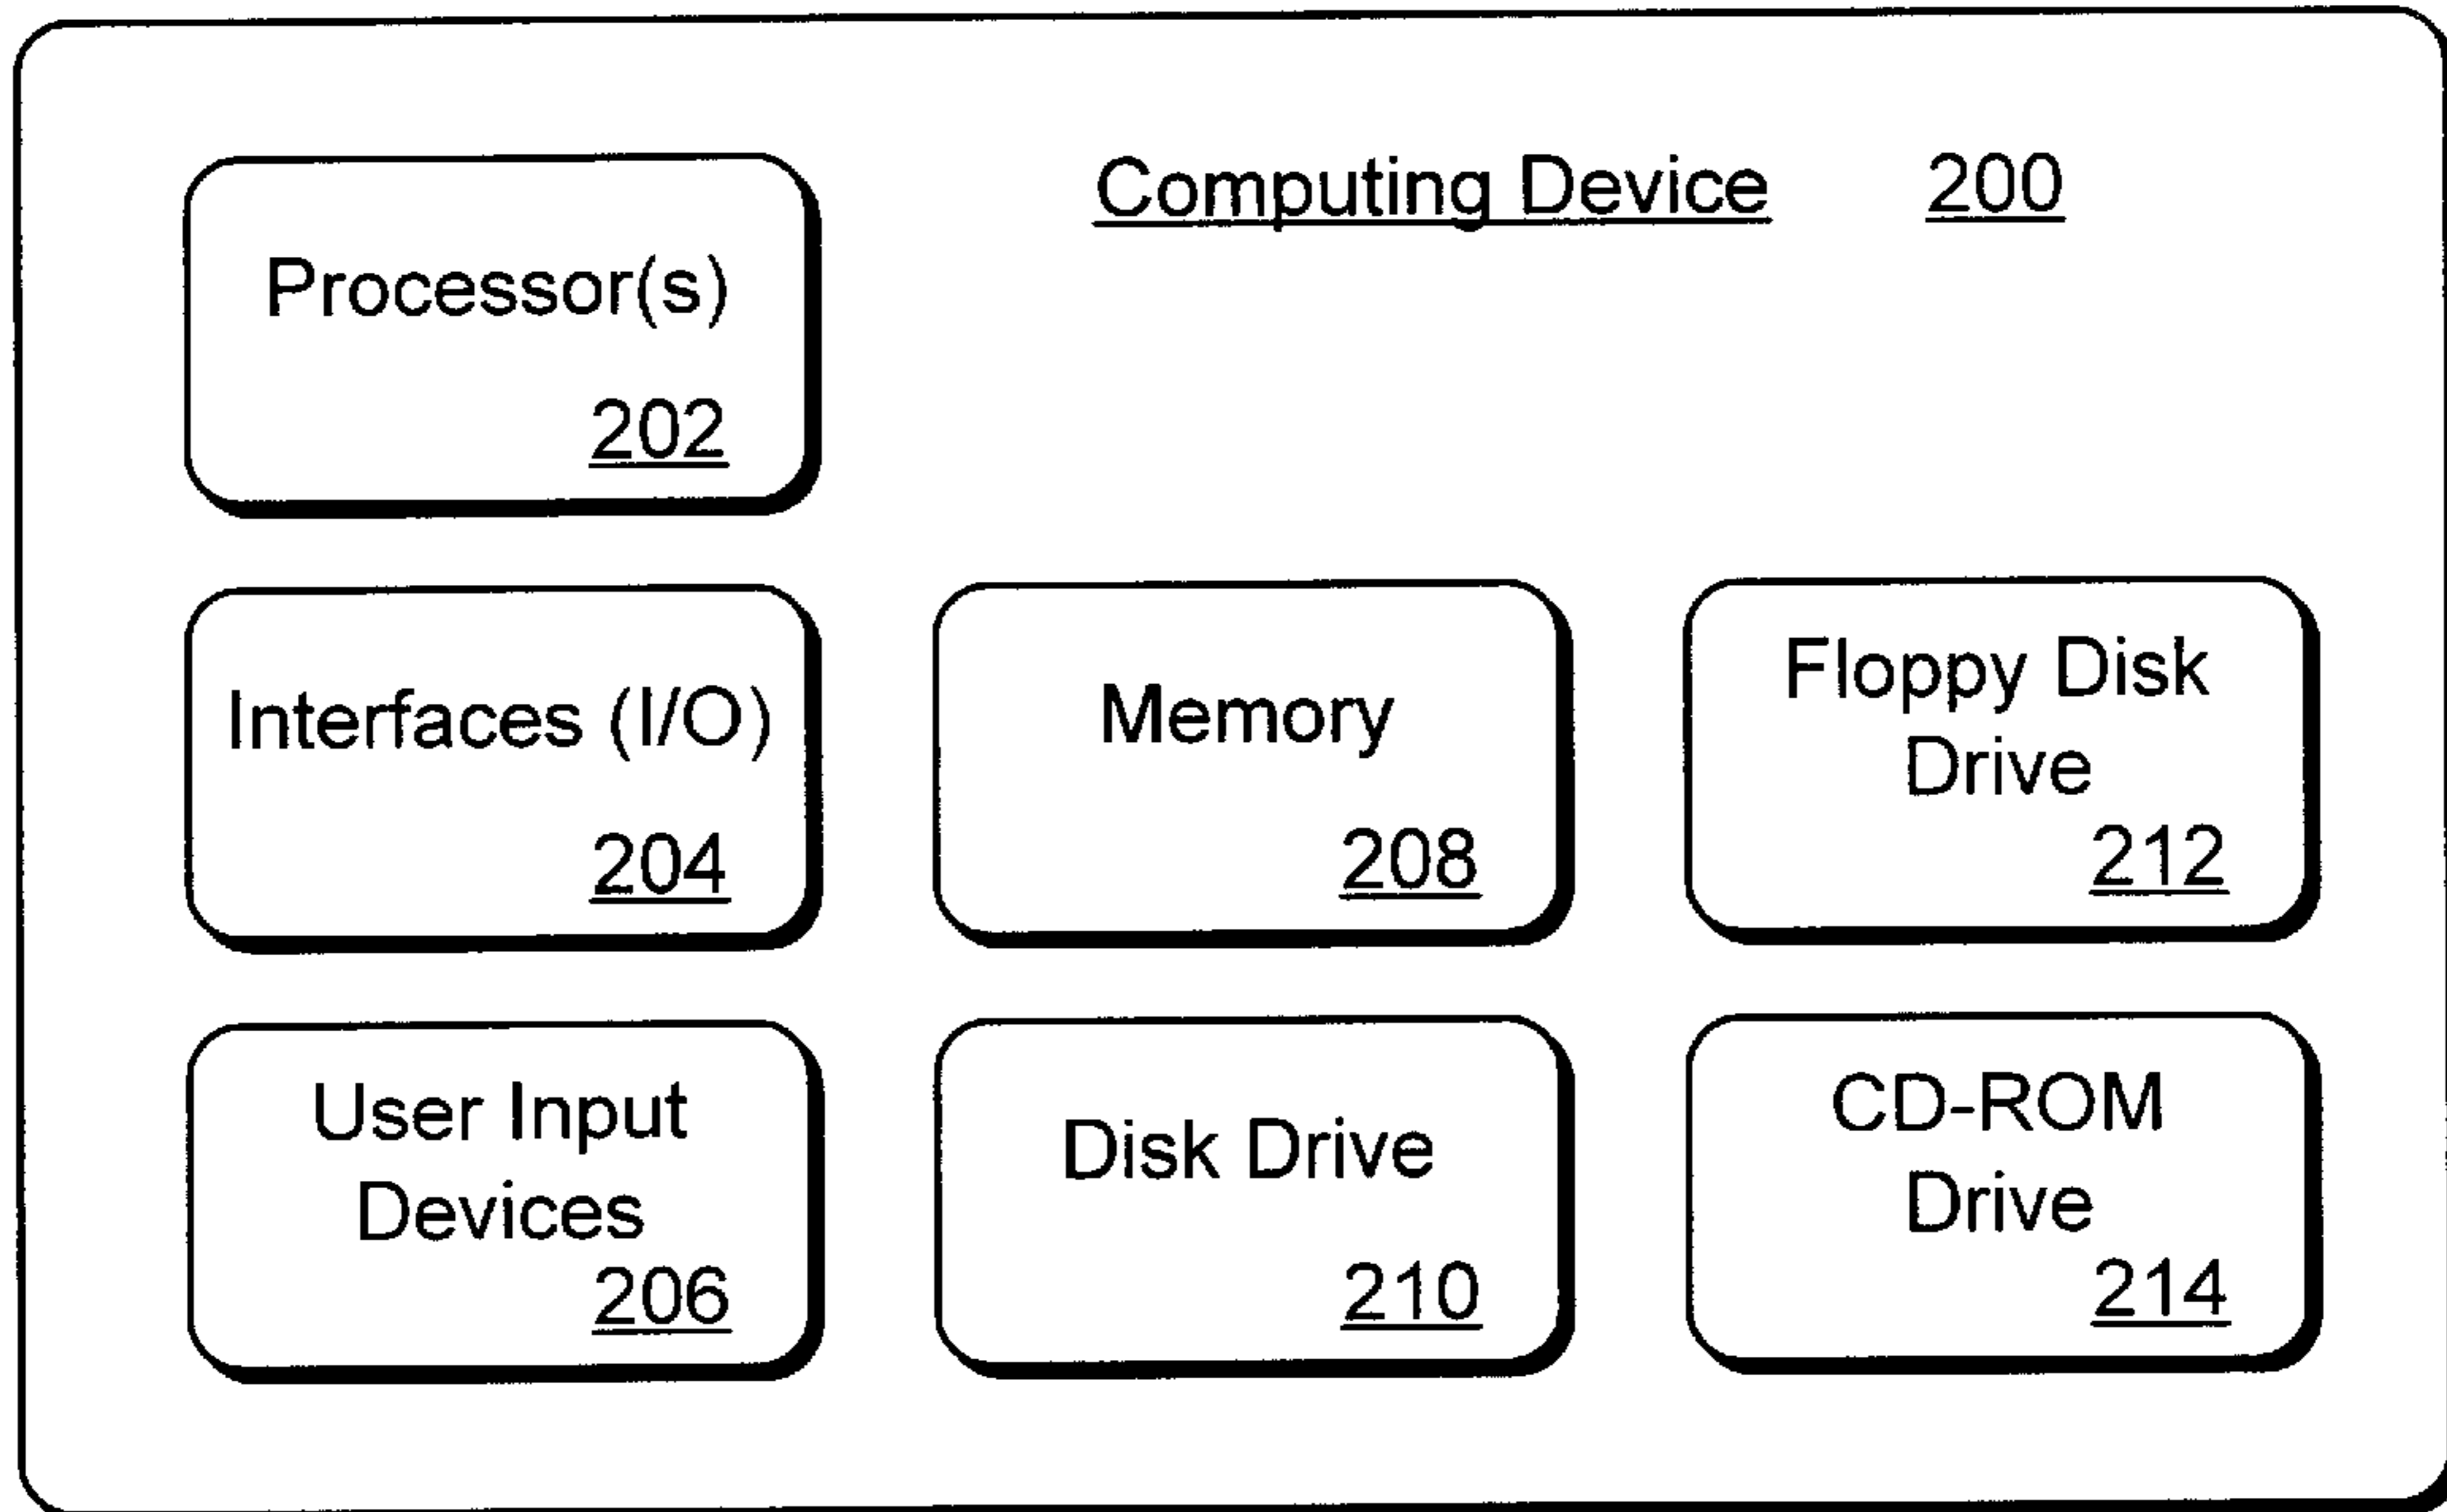 Computing Device 200
Processor(s)
202
Interfaces (I/O)
204
Memory
208
Floppy Disk
Drive
212
User Input
Devices
206
Disk Drive
210
CD-ROM
Drive
214